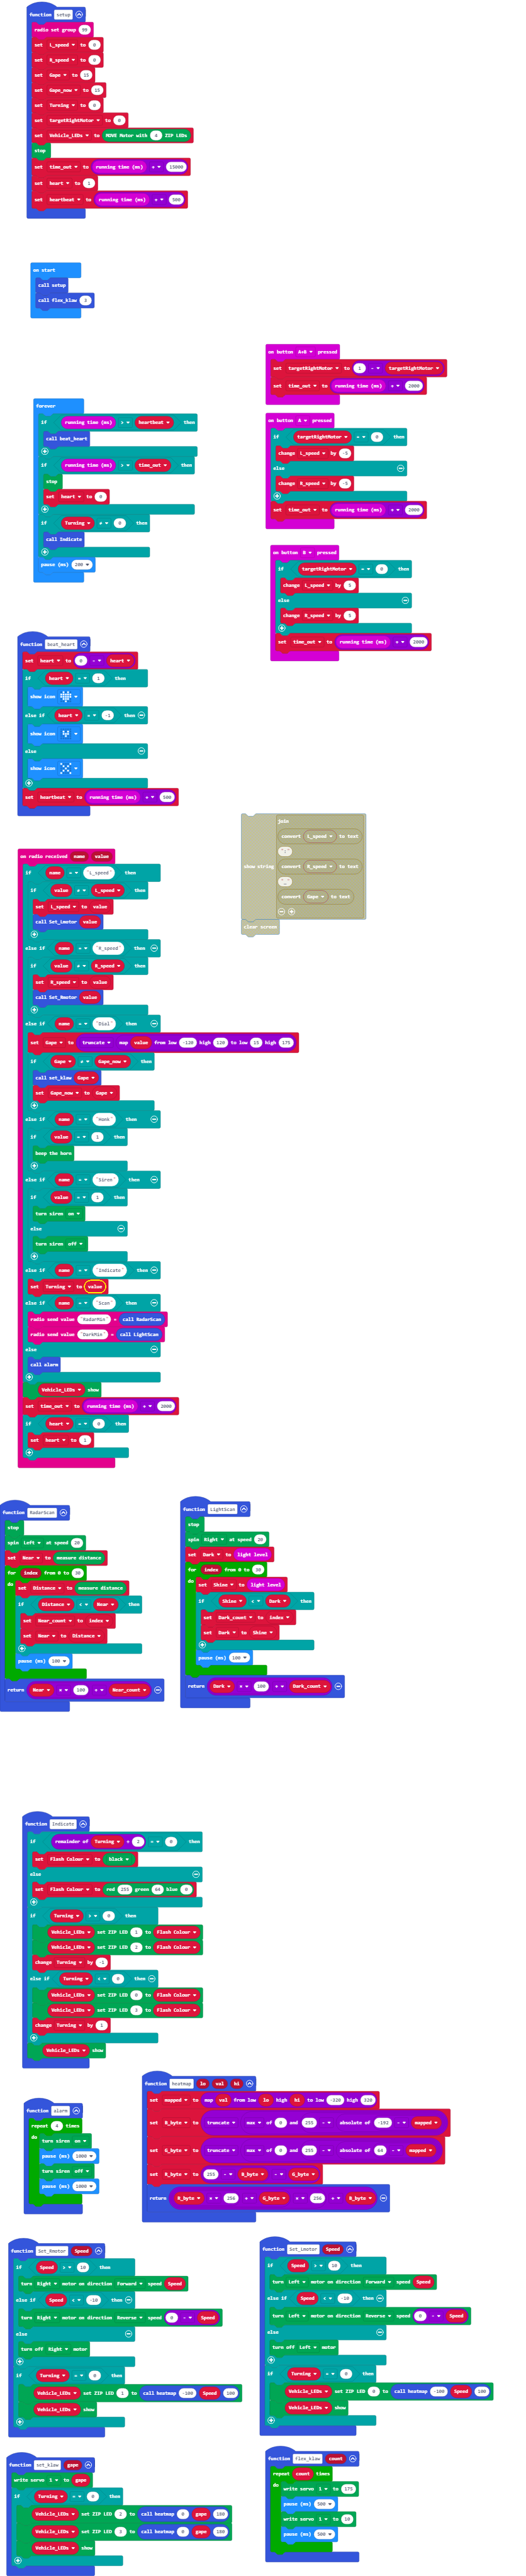 function setup
radio set group 99
set L_speed to 0
set R_speed to 0
set Gape to 15
set Gape_now to 15
set Turning to 0
set targetRightMotor to 0
set Vehicle_LEDs to MOVE Motor with 4 ZIP LEDs
stop
set time_out to running time (ms) + 15000
set heart to 1
set heartbeat to running time (ms) + 500
on start
call setup
call flex_klaw 3
on button A+B pressed
set targetRightMotor to 1 - targetRightMotor
set time_out to running time (ms) + 2000
forever
if running time (ms) > heartbeat then
call beat_heart
if running time (ms) > time_out then
stop
set heart to 0
if Turning ≠ 0 then
call Indicate
pause (ms) 200
on button A pressed
if targetRightMotor = 0 then
change L_speed by -5
else
change R_speed by -5
set time_out to running time (ms) + 2000
on button B pressed
if targetRightMotor = 0 then
change L_speed by 5
else
change R_speed by 5
set time_out to running time (ms) + 2000
function beat_heart
set heart to 0 - heart
if heart = 1 then
show icon
else if heart = -1 then
show icon
else
show icon
set heartbeat to running time (ms) + 500
show string
join
convert L_speed to text
convert R_speed to text
convert Gape to text
clear screen
on radio received name value
if name = "L_speed" then
if value ≠ L_speed then
set L_speed to value
call Set_Lmotor value
else if name = "R_speed" then
if value ≠ R_speed then
set R_speed to value
call Set_Rmotor value
else if name = "Dial" then
set Gape to truncate map value from low -120 high 120 to low 15 high 175
if Gape ≠ Gape_now then
call set_klaw Gape
set Gape_now to Gape
else if name = "Honk" then
if value = 1 then
beep the horn
else if name = "Siren" then
if value = 1 then
turn siren on
else
turn siren off
else if name = "Indicate" then
set Turning to value
else if name = "Scan" then
radio send value "RadarMin" = call RadarScan
radio send value "DarkMin" = call LightScan
else
call alarm
Vehicle_LEDs show
set time_out to running time (ms) + 2000
if heart = 0 then
set heart to 1
function RadarScan
stop
spin Left at speed 20
set Near to measure distance
for index from 0 to 30
do set Distance to measure distance
if Distance < Near then
set Near_count to index
set Near to Distance
pause (ms) 100
return Near × 100 + Near_count
function LightScan
stop
spin Right at speed 20
set Dark to light level
for index from 0 to 30
do set Shine to light level
if Shine < Dark then
set Dark_count to index
set Dark to Shine
pause (ms) 100
return Dark × 100 + Dark_count
function Indicate
if remainder of Turning ÷ 2 = 0 then
set Flash Colour to black
else
set Flash Colour to red 255 green 64 blue 0
if Turning > 0 then
Vehicle_LEDs set ZIP LED 1 to Flash Colour
Vehicle_LEDs set ZIP LED 2 to Flash Colour
change Turning by -1
else if Turning < 0 then
Vehicle_LEDs set ZIP LED 0 to Flash Colour
Vehicle_LEDs set ZIP LED 3 to Flash Colour
change Turning by 1
Vehicle_LEDs show
function heatmap lo val hi
set mapped to map val from low lo high hi to low -320 high 320
set B_byte to truncate max of 0 and 255 - absolute of -192 - mapped
set G_byte to truncate max of 0 and 255 - absolute of 64 - mapped
set R_byte to 255 - B_byte - G_byte
return R_byte × 256 + G_byte × 256 + B_byte
function alarm
repeat 4 times
do turn siren on
pause (ms) 1000
turn siren off
pause (ms) 1000
function Set_Rmotor Speed
if Speed > 10 then
turn Right motor on direction Forward speed Speed
else if Speed < -10 then
turn Right motor on direction Reverse speed 0 - Speed
else
turn off Right motor
if Turning = 0 then
Vehicle_LEDs set ZIP LED 1 to call heatmap -100 Speed 100
Vehicle_LEDs show
function Set_Lmotor Speed
if Speed > 10 then
turn Left motor on direction Forward speed Speed
else if Speed < -10 then
turn Left motor on direction Reverse speed 0 - Speed
else
turn off Left motor
if Turning = 0 then
Vehicle_LEDs set ZIP LED 0 to call heatmap -100 Speed 100
Vehicle_LEDs show
function set_klaw gape
write servo 1 to gape
if Turning = 0 then
Vehicle_LEDs set ZIP LED 2 to call heatmap 0 gape 180
Vehicle_LEDs set ZIP LED 3 to call heatmap 0 gape 180
Vehicle_LEDs show
function flex_klaw count
repeat count times
do write servo 1 to 175
pause (ms) 500
write servo 1 to 10
pause (ms) 500